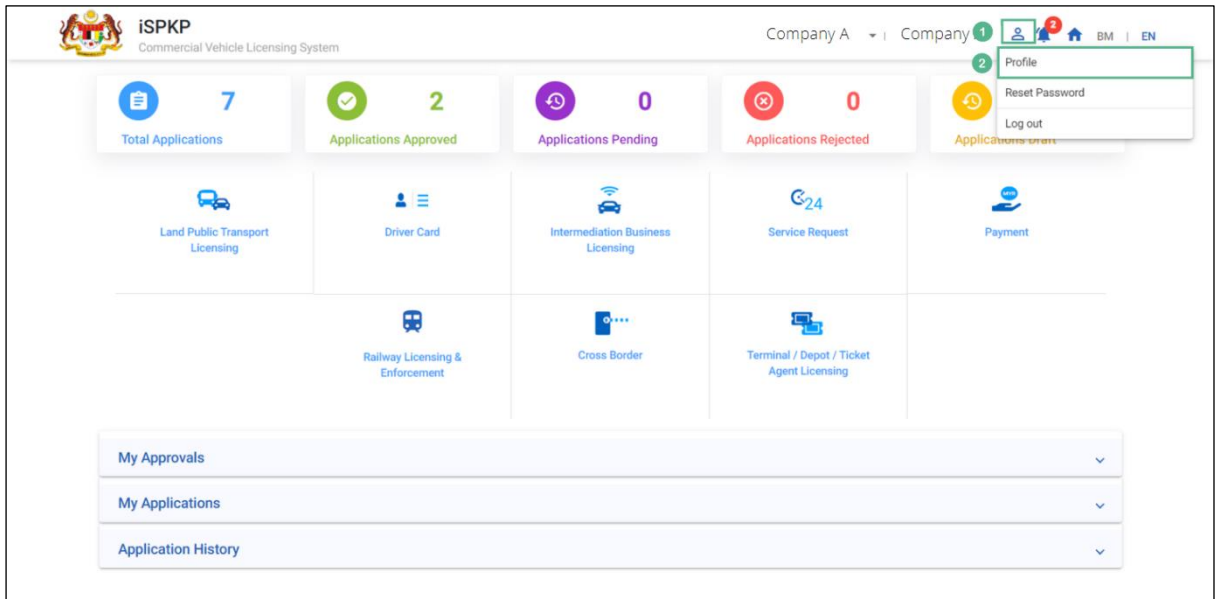 iSPKP
Commercial Vehicle Licensing System
Company A | Company 1 2 BM | EN
2 Profile
Reset Password
Log out
7
Total Applications
2
Applications Approved
0
Applications Pending
0
Applications Rejected
Applications Draft
Land Public Transport
Licensing
Driver Card
Intermediation Business
Licensing
24
Service Request
Payment
Railway Licensing &
Enforcement
Cross Border
Terminal / Depot / Ticket
Agent Licensing
My Approvals
My Applications
Application History